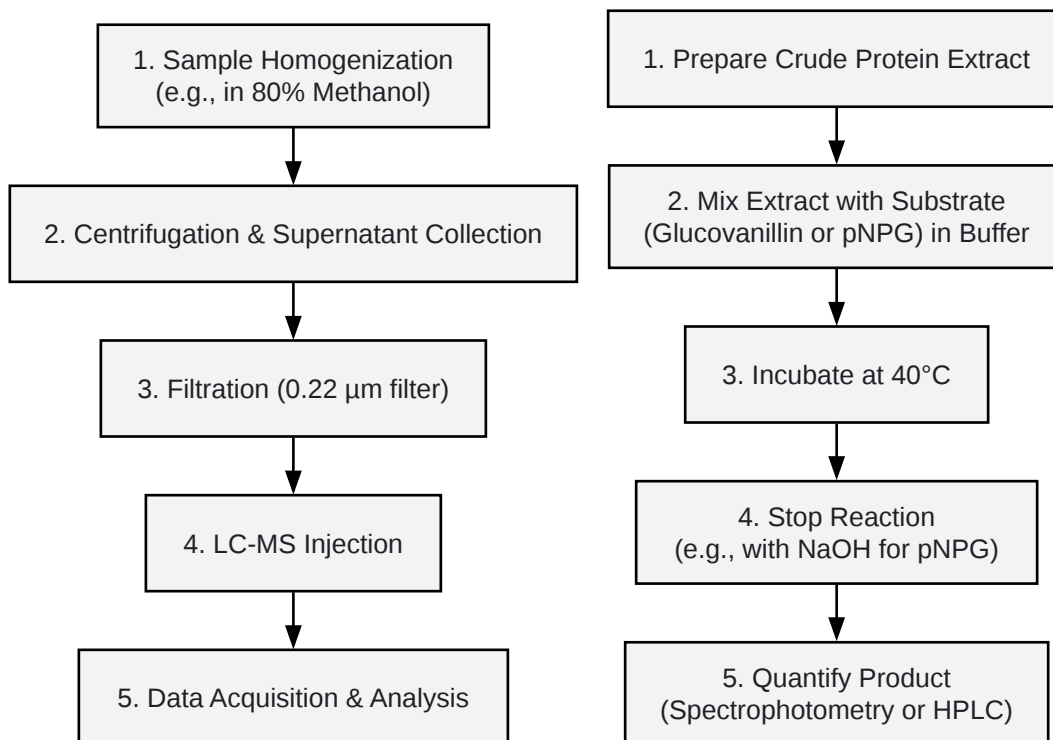 1. Sample Homogenization
(e.g., in 80% Methanol)
2. Centrifugation & Supernatant Collection
3. Filtration (0.22 µm filter)
4. LC-MS Injection
5. Data Acquisition & Analysis
1. Prepare Crude Protein Extract
2. Mix Extract with Substrate
(Glucovanillin or pNPG) in Buffer
3. Incubate at 40°C
4. Stop Reaction
(e.g., with NaOH for pNPG)
5. Quantify Product
(Spectrophotometry or HPLC)